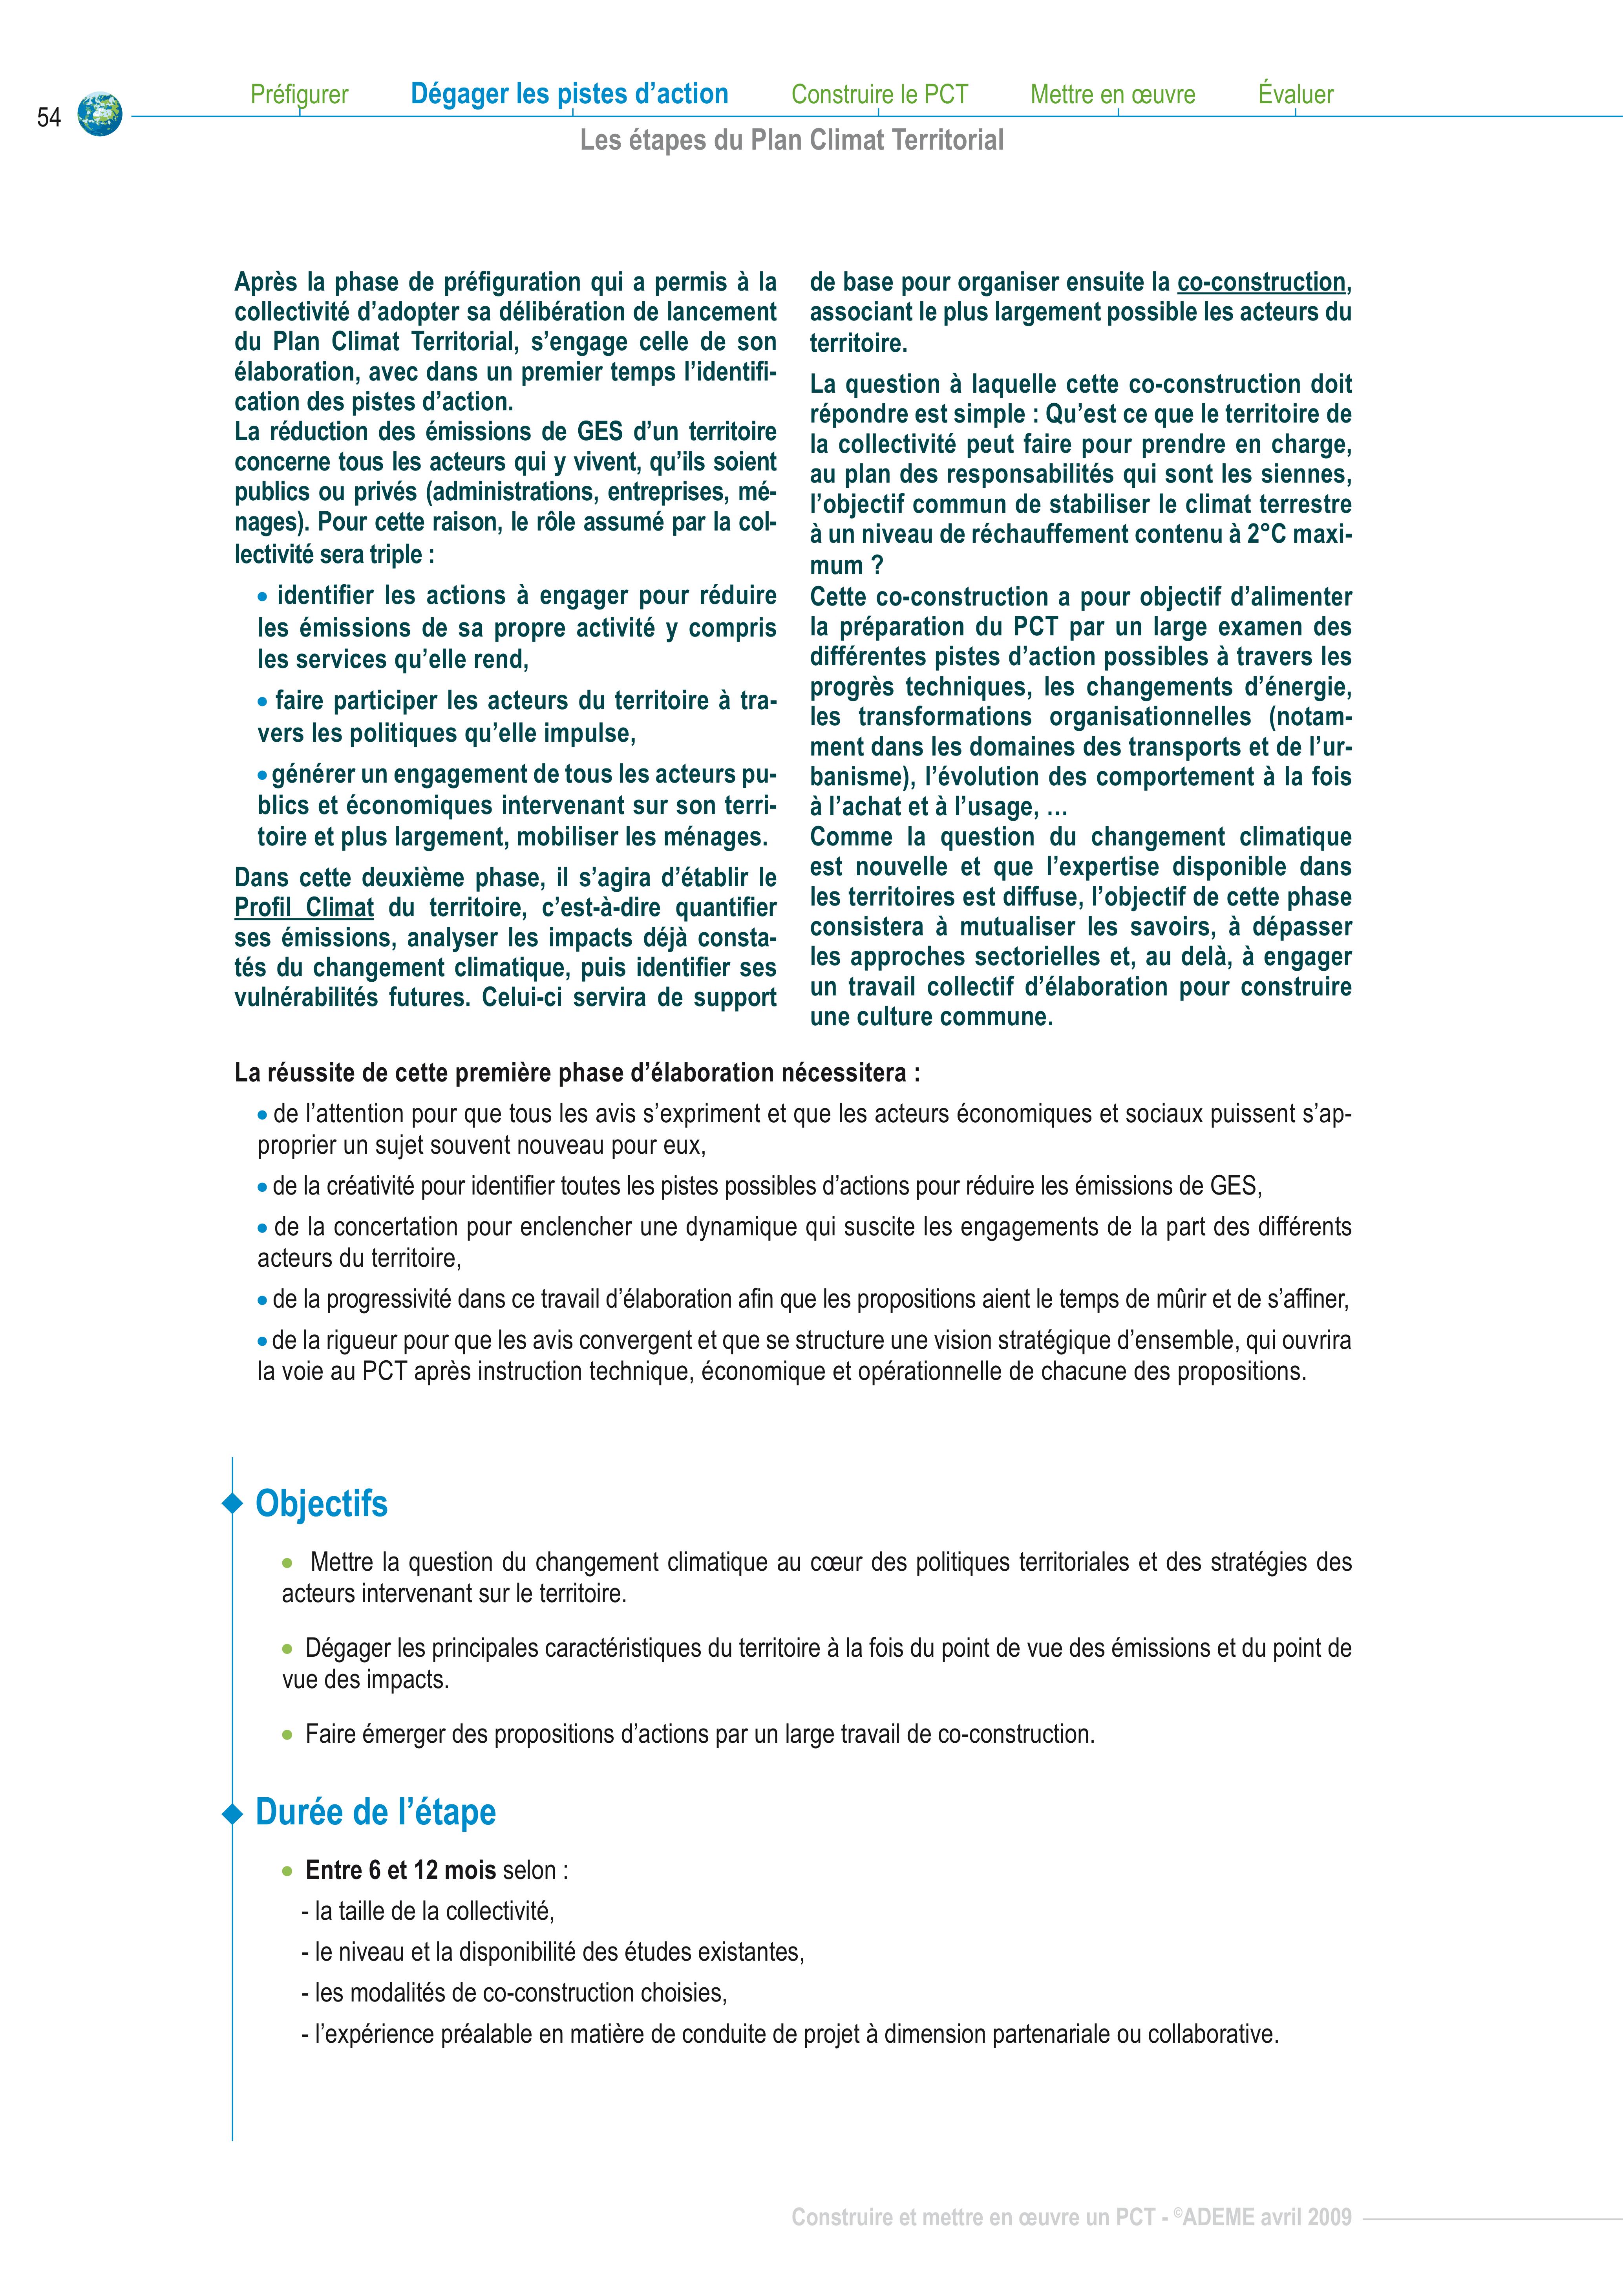 54
Préfigurer Dégager les pistes d’action Construire le PCT Mettre en œuvre Évaluer
Les étapes du Plan Climat Territorial
Après la phase de préfiguration qui a permis à la
collectivité d’adopter sa délibération de lancement
du Plan Climat Territorial, s’engage celle de son
élaboration, avec dans un premier temps l’identifi-
cation des pistes d’action.
La réduction des émissions de GES d’un territoire
concerne tous les acteurs qui y vivent, qu’ils soient
publics ou privés (administrations, entreprises, mé-
nages). Pour cette raison, le rôle assumé par la col-
lectivité sera triple :
• identifier les actions à engager pour réduire
les émissions de sa propre activité y compris
les services qu’elle rend,
• faire participer les acteurs du territoire à tra-
vers les politiques qu’elle impulse,
• générer un engagement de tous les acteurs pu-
blics et économiques intervenant sur son terri-
toire et plus largement, mobiliser les ménages.
Dans cette deuxième phase, il s’agira d’établir le
Profil Climat du territoire, c’est-à-dire quantifier
ses émissions, analyser les impacts déjà consta-
tés du changement climatique, puis identifier ses
vulnérabilités futures. Celui-ci servira de support
de base pour organiser ensuite la co-construction,
associant le plus largement possible les acteurs du
territoire.
La question à laquelle cette co-construction doit
répondre est simple : Qu’est ce que le territoire de
la collectivité peut faire pour prendre en charge,
au plan des responsabilités qui sont les siennes,
l’objectif commun de stabiliser le climat terrestre
à un niveau de réchauffement contenu à 2°C maxi-
mum ?
Cette co-construction a pour objectif d’alimenter
la préparation du PCT par un large examen des
différentes pistes d’action possibles à travers les
progrès techniques, les changements d’énergie,
les transformations organisationnelles (notam-
ment dans les domaines des transports et de l’ur-
banisme), l’évolution des comportement à la fois
à l’achat et à l’usage, …
Comme la question du changement climatique
est nouvelle et que l’expertise disponible dans
les territoires est diffuse, l’objectif de cette phase
consistera à mutualiser les savoirs, à dépasser
les approches sectorielles et, au delà, à engager
un travail collectif d’élaboration pour construire
une culture commune.
La réussite de cette première phase d’élaboration nécessitera :
• de l’attention pour que tous les avis s’expriment et que les acteurs économiques et sociaux puissent s’ap-
proprier un sujet souvent nouveau pour eux,
• de la créativité pour identifier toutes les pistes possibles d’actions pour réduire les émissions de GES,
• de la concertation pour enclencher une dynamique qui suscite les engagements de la part des différents
acteurs du territoire,
• de la progressivité dans ce travail d’élaboration afin que les propositions aient le temps de mûrir et de s’affiner,
• de la rigueur pour que les avis convergent et que se structure une vision stratégique d’ensemble, qui ouvrira
la voie au PCT après instruction technique, économique et opérationnelle de chacune des propositions.
Objectifs
• Mettre la question du changement climatique au cœur des politiques territoriales et des stratégies des
acteurs intervenant sur le territoire.
• Dégager les principales caractéristiques du territoire à la fois du point de vue des émissions et du point de
vue des impacts.
• Faire émerger des propositions d’actions par un large travail de co-construction.
Durée de l’étape
• Entre 6 et 12 mois selon :
- la taille de la collectivité,
- le niveau et la disponibilité des études existantes,
- les modalités de co-construction choisies,
- l’expérience préalable en matière de conduite de projet à dimension partenariale ou collaborative.
Construire et mettre en œuvre un PCT - ©ADEME avril 2009